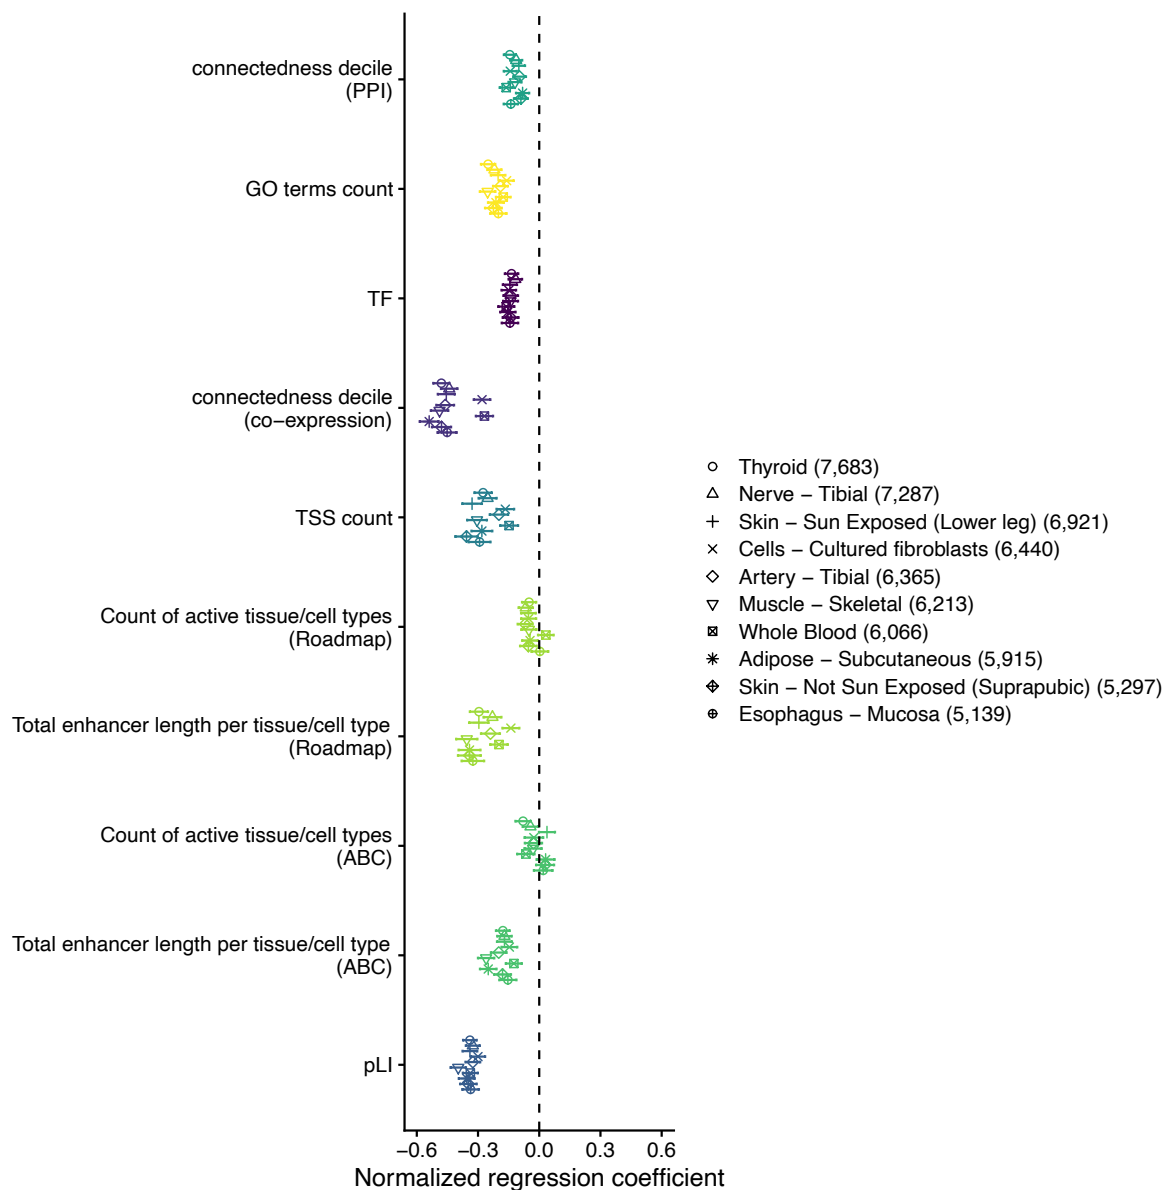 connectedness decile
(PPI)
GO terms count
TF
connectedness decile
(co−expression)
TSS count
Count of active tissue/cell types
(Roadmap)
Total enhancer length per tissue/cell type
(Roadmap)
Count of active tissue/cell types
(ABC)
Total enhancer length per tissue/cell type
(ABC)
pLI
−0.6 −0.3 0.0 0.3 0.6
Normalized regression coefficient
Thyroid (7,683)
Nerve − Tibial (7,287)
Skin − Sun Exposed (Lower leg) (6,921)
Cells − Cultured fibroblasts (6,440)
Artery − Tibial (6,365)
Muscle − Skeletal (6,213)
Whole Blood (6,066)
Adipose − Subcutaneous (5,915)
Skin − Not Sun Exposed (Suprapubic) (5,297)
Esophagus − Mucosa (5,139)